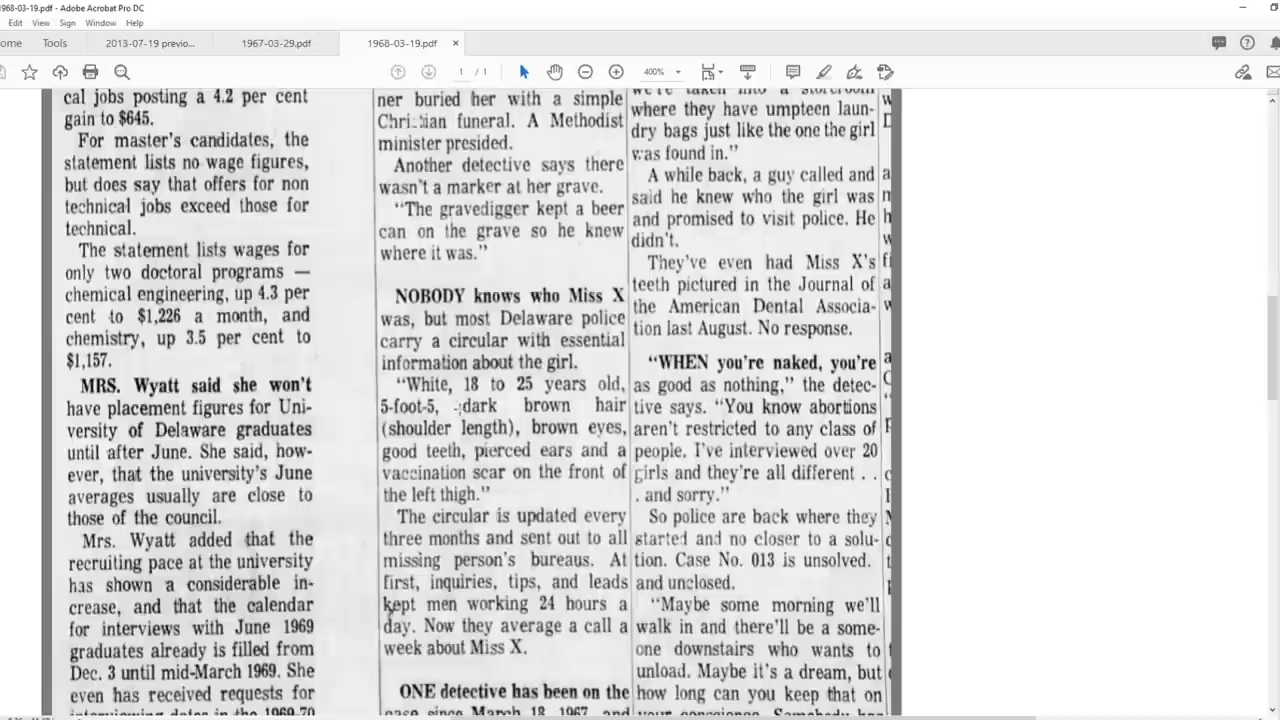 1968-03-19.pdf - Adobe Acrobat Pro DC
Edit View Sign Window Help
ome Tools 2013-07-19 previo... 1967-03-29.pdf 1968-03-19.pdf ×
1 / 1 400%
cal jobs posting a 4.2 per cent
gain to $645.
For master's candidates, the
statement lists no wage figures,
but does say that offers for non
technical jobs exceed those for
technical.
The statement lists wages for
only two doctoral programs —
chemical engineering, up 4.3 per
cent to $1,226 a month, and
chemistry, up 3.5 per cent to
$1,157.
MRS. Wyatt said she won't
have placement figures for Uni-
versity of Delaware graduates
until after June. She said, how-
ever, that the university's June
averages usually are close to
those of the council.
Mrs. Wyatt added that the
recruiting pace at the university
has shown a considerable in-
crease, and that the calendar
for interviews with June 1969
graduates already is filled from
Dec. 3 until mid-March 1969. She
even has received requests for
interviewing dates in the 1969-70
ner buried her with a simple
Christian funeral. A Methodist
minister presided.
Another detective says there
wasn't a marker at her grave.
"The gravedigger kept a beer
can on the grave so he knew
where it was."
NOBODY knows who Miss X
was, but most Delaware police
carry a circular with essential
information about the girl.
"White, 18 to 25 years old,
5-foot-5, dark brown hair
(shoulder length), brown eyes,
good teeth, pierced ears and a
vaccination scar on the front of
the left thigh."
The circular is updated every
three months and sent out to all
missing person's bureaus. At
first, inquiries, tips, and leads
kept men working 24 hours a
day. Now they average a call a
week about Miss X.
ONE detective has been on the
case since March 18, 1967, and
we're taken into a storeroom
where they have umpteen laun-
dry bags just like the one the girl
was found in."
A while back, a guy called and
said he knew who the girl was
and promised to visit police. He
didn't.
They've even had Miss X's
teeth pictured in the Journal of
the American Dental Associa-
tion last August. No response.
"WHEN you're naked, you're
as good as nothing," the detec-
tive says. "You know abortions
aren't restricted to any class of
people. I've interviewed over 20
girls and they're all different . .
. and sorry."
So police are back where they
started and no closer to a solu-
tion. Case No. 013 is unsolved.
and unclosed.
"Maybe some morning we'll
walk in and there'll be a some-
one downstairs who wants to
unload. Maybe it's a dream, but
how long can you keep that on
your conscience. Somebody has